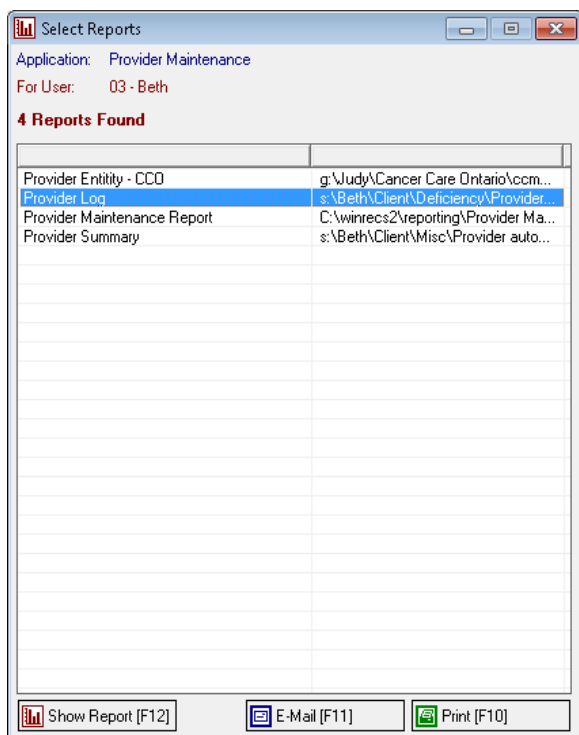 Select Reports
Application: Provider Maintenance
For User: 03 - Beth
4 Reports Found
Provider Entitity - CCO g:\Judy\Cancer Care Ontario\ccm...
Provider Log s:\Beth\Client\Deficiency\Provider...
Provider Maintenance Report C:\winrecs2\reporting\Provider Ma...
Provider Summary s:\Beth\Client\Misc\Provider auto...
Show Report [F12] E-Mail [F11] Print [F10]